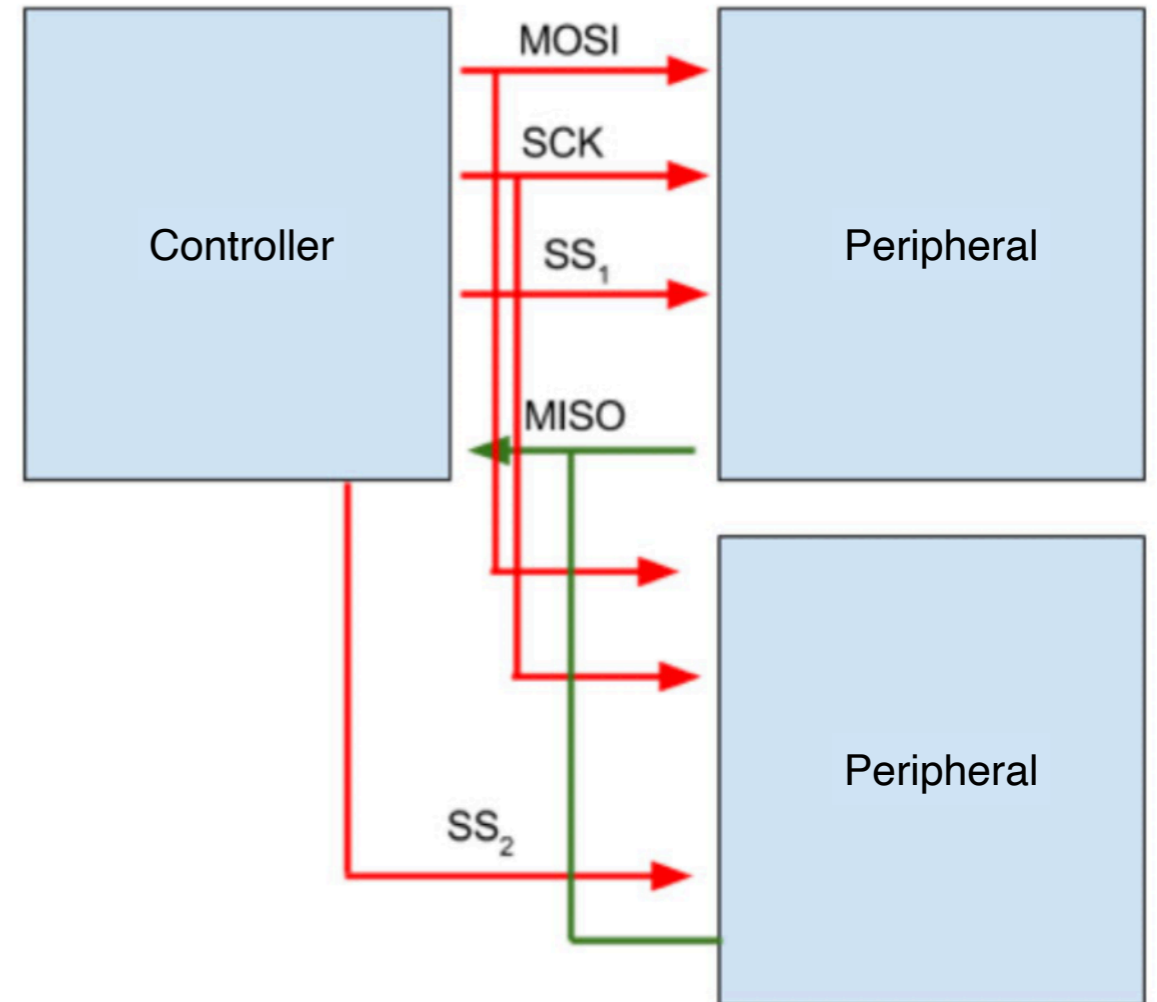 MOSI
SCK
Controller
SS₁
Peripheral
MISO
Peripheral
SS₂